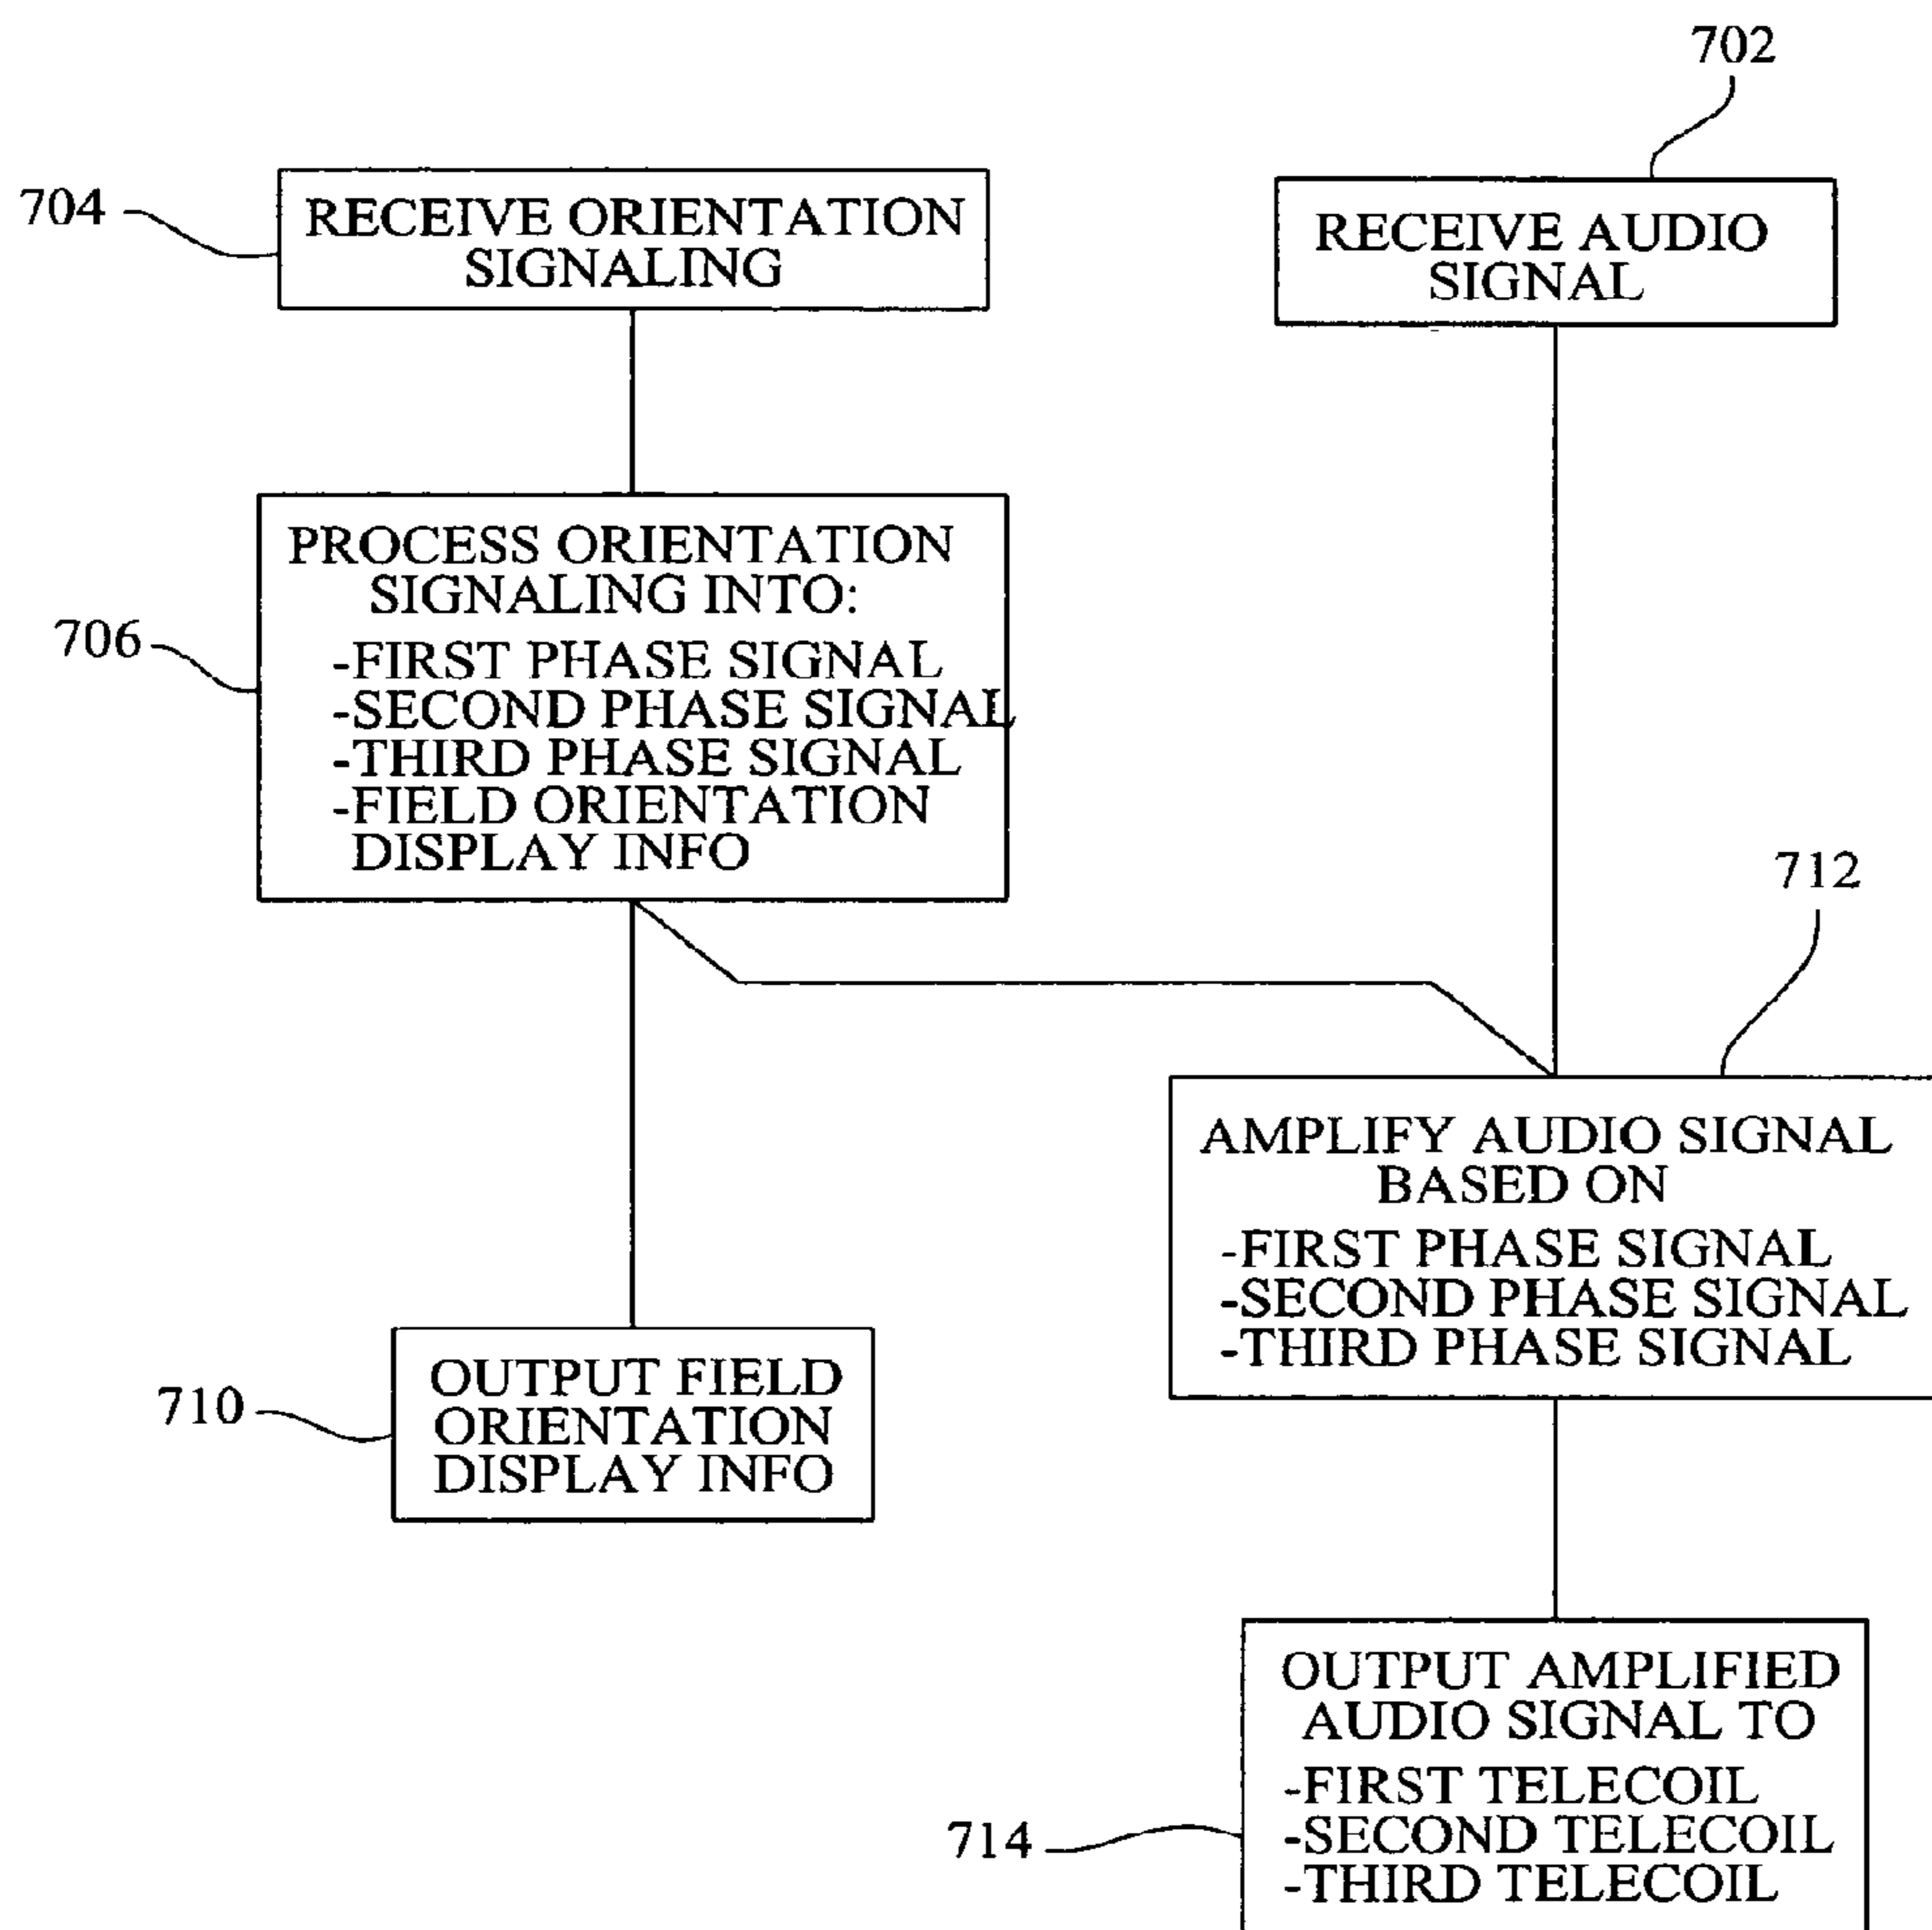 702
704
RECEIVE ORIENTATION
SIGNALING
RECEIVE AUDIO
SIGNAL
706
PROCESS ORIENTATION
SIGNALING INTO:
-FIRST PHASE SIGNAL
-SECOND PHASE SIGNAL
-THIRD PHASE SIGNAL
-FIELD ORIENTATION
DISPLAY INFO
712
AMPLIFY AUDIO SIGNAL
BASED ON
-FIRST PHASE SIGNAL
-SECOND PHASE SIGNAL
-THIRD PHASE SIGNAL
710
OUTPUT FIELD
ORIENTATION
DISPLAY INFO
714
OUTPUT AMPLIFIED
AUDIO SIGNAL TO
-FIRST TELECOIL
-SECOND TELECOIL
-THIRD TELECOIL